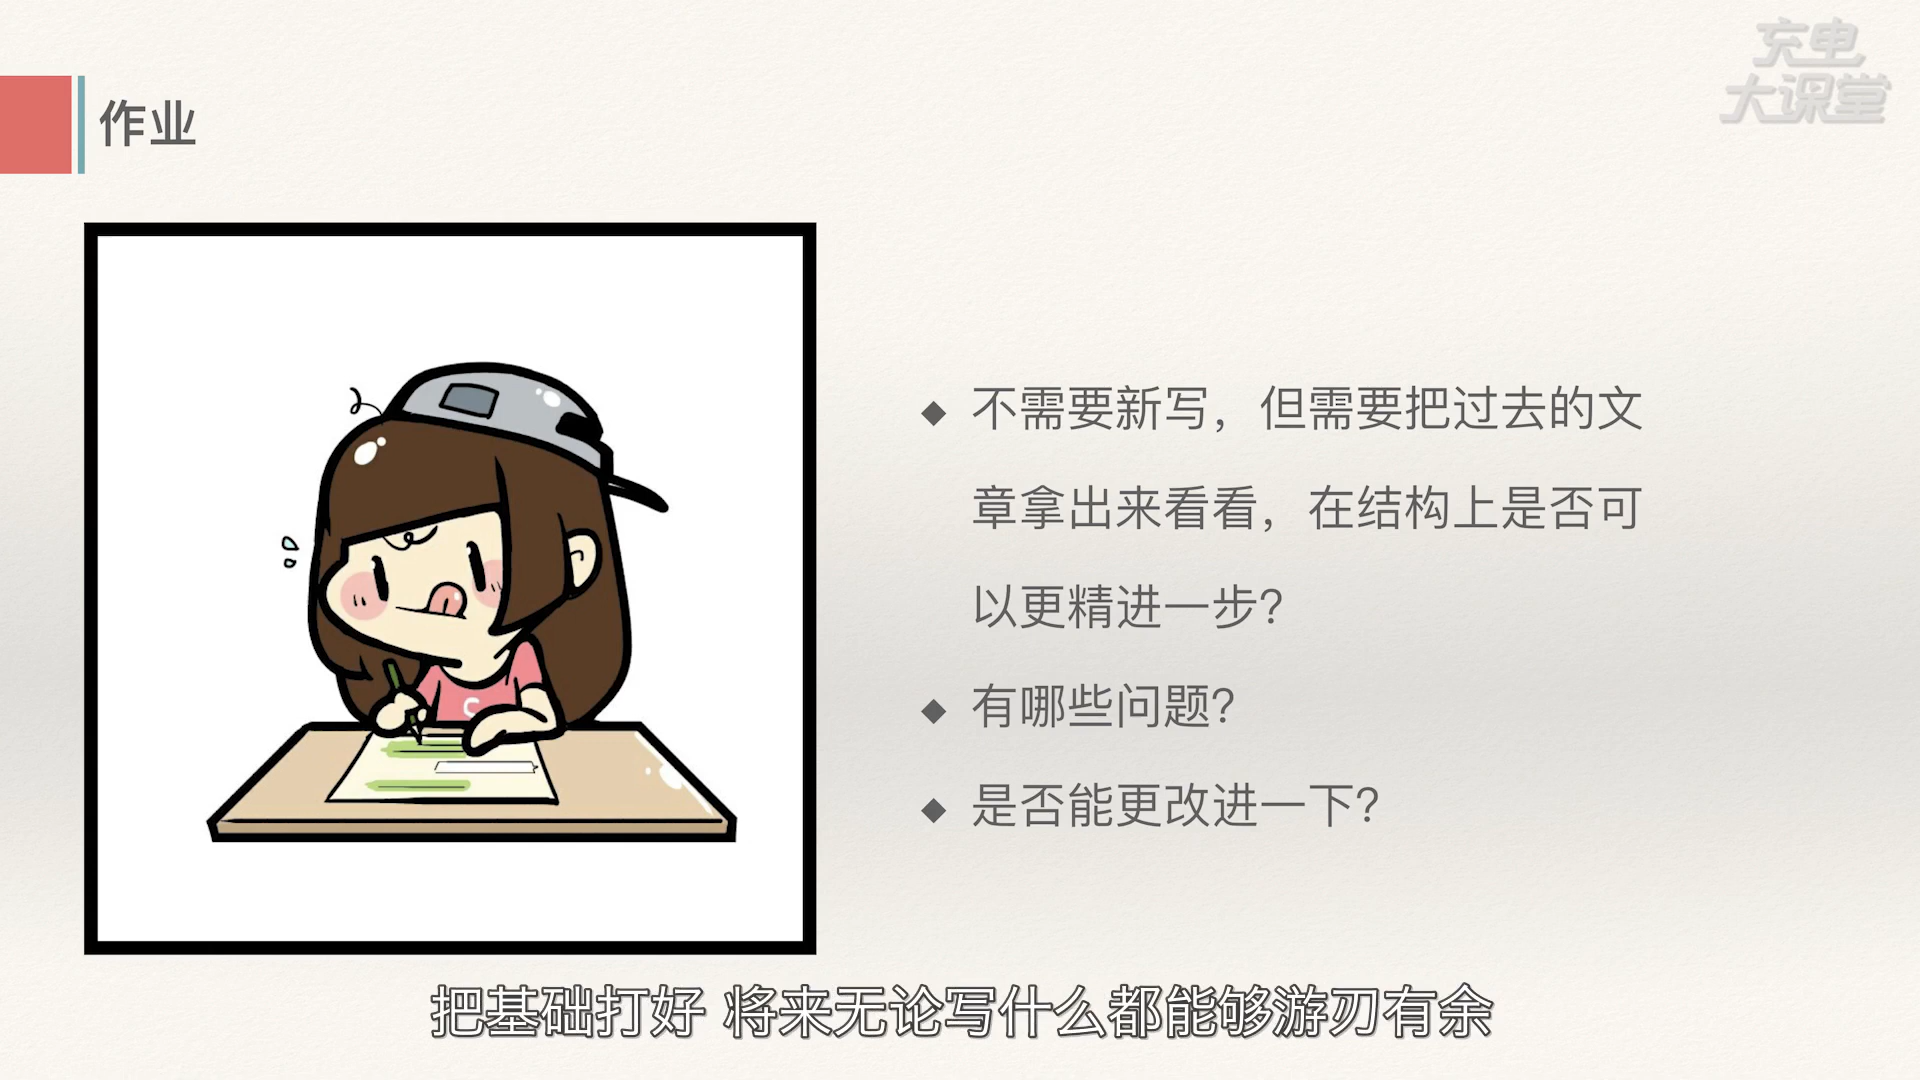 充电
大课堂
作业
不需要新写，但需要把过去的文
章拿出来看看，在结构上是否可
以更精进一步？
有哪些问题？
是否能更改进一下？
C
把基础打好 将来无论写什么都能够游刃有余